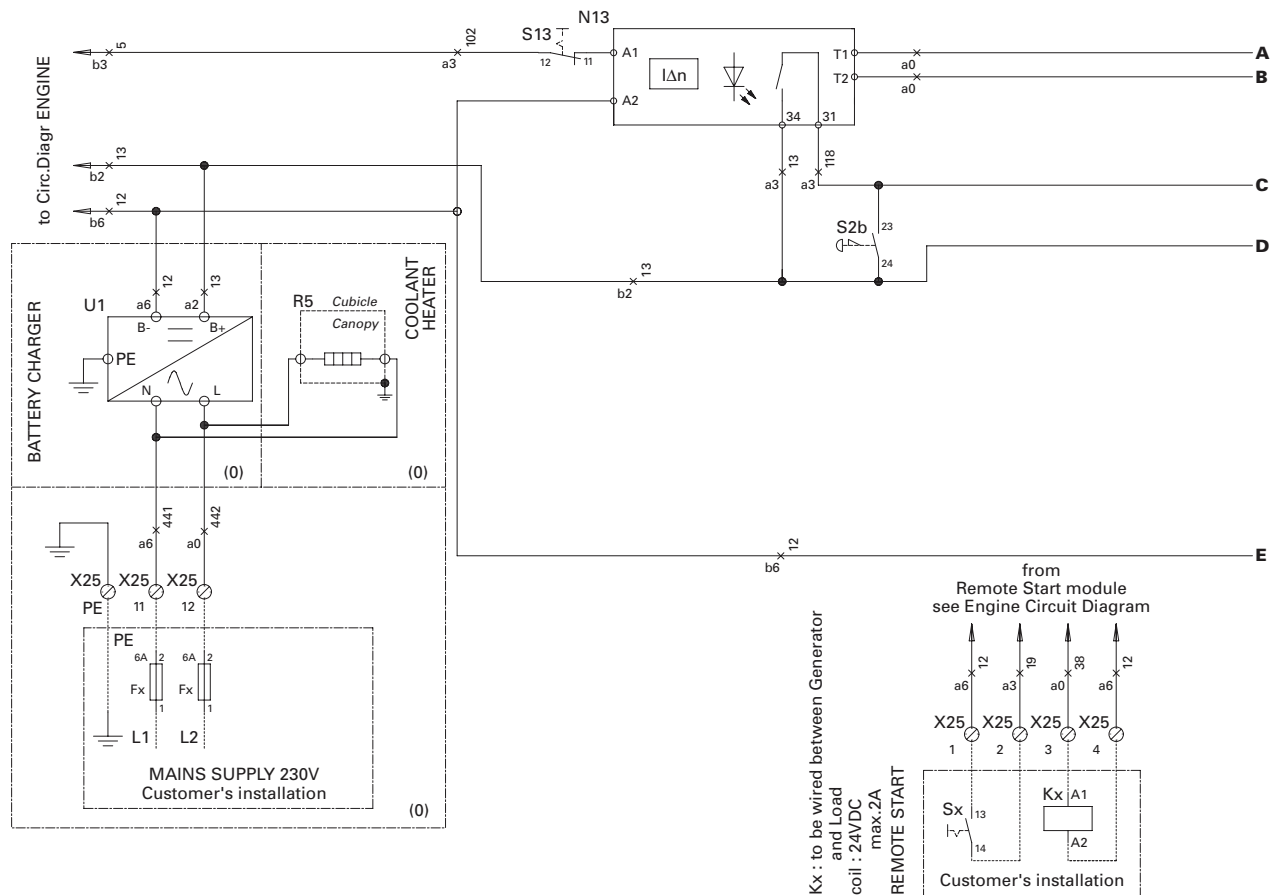 N13
S13
12
11
A1
A2
I∆n
T1
T2
34
31
5
b3
102
a3
a0
A
a0
B
to Circ.Diagr ENGINE
13
b2
12
b6
13
a3
118
a3
C
S2b
23
24
D
13
b2
BATTERY CHARGER
U1
12
a6
13
a2
B-
B+
PE
N
L
(0)
COOLANT
HEATER
R5
Cubicle
Canopy
(0)
441
a6
442
a0
X25
X25
X25
PE
11
12
PE
6A
2
Fx
1
6A
2
Fx
1
L1
L2
MAINS SUPPLY 230V
Customer's installation
(0)
12
b6
E
from
Remote Start module
see Engine Circuit Diagram
12
a6
19
a3
38
a0
12
a6
X25
X25
X25
X25
1
2
3
4
Kx : to be wired between Generator
and Load
coil : 24VDC
max.2A
REMOTE START
Sx
13
14
Kx
A1
A2
Customer's installation